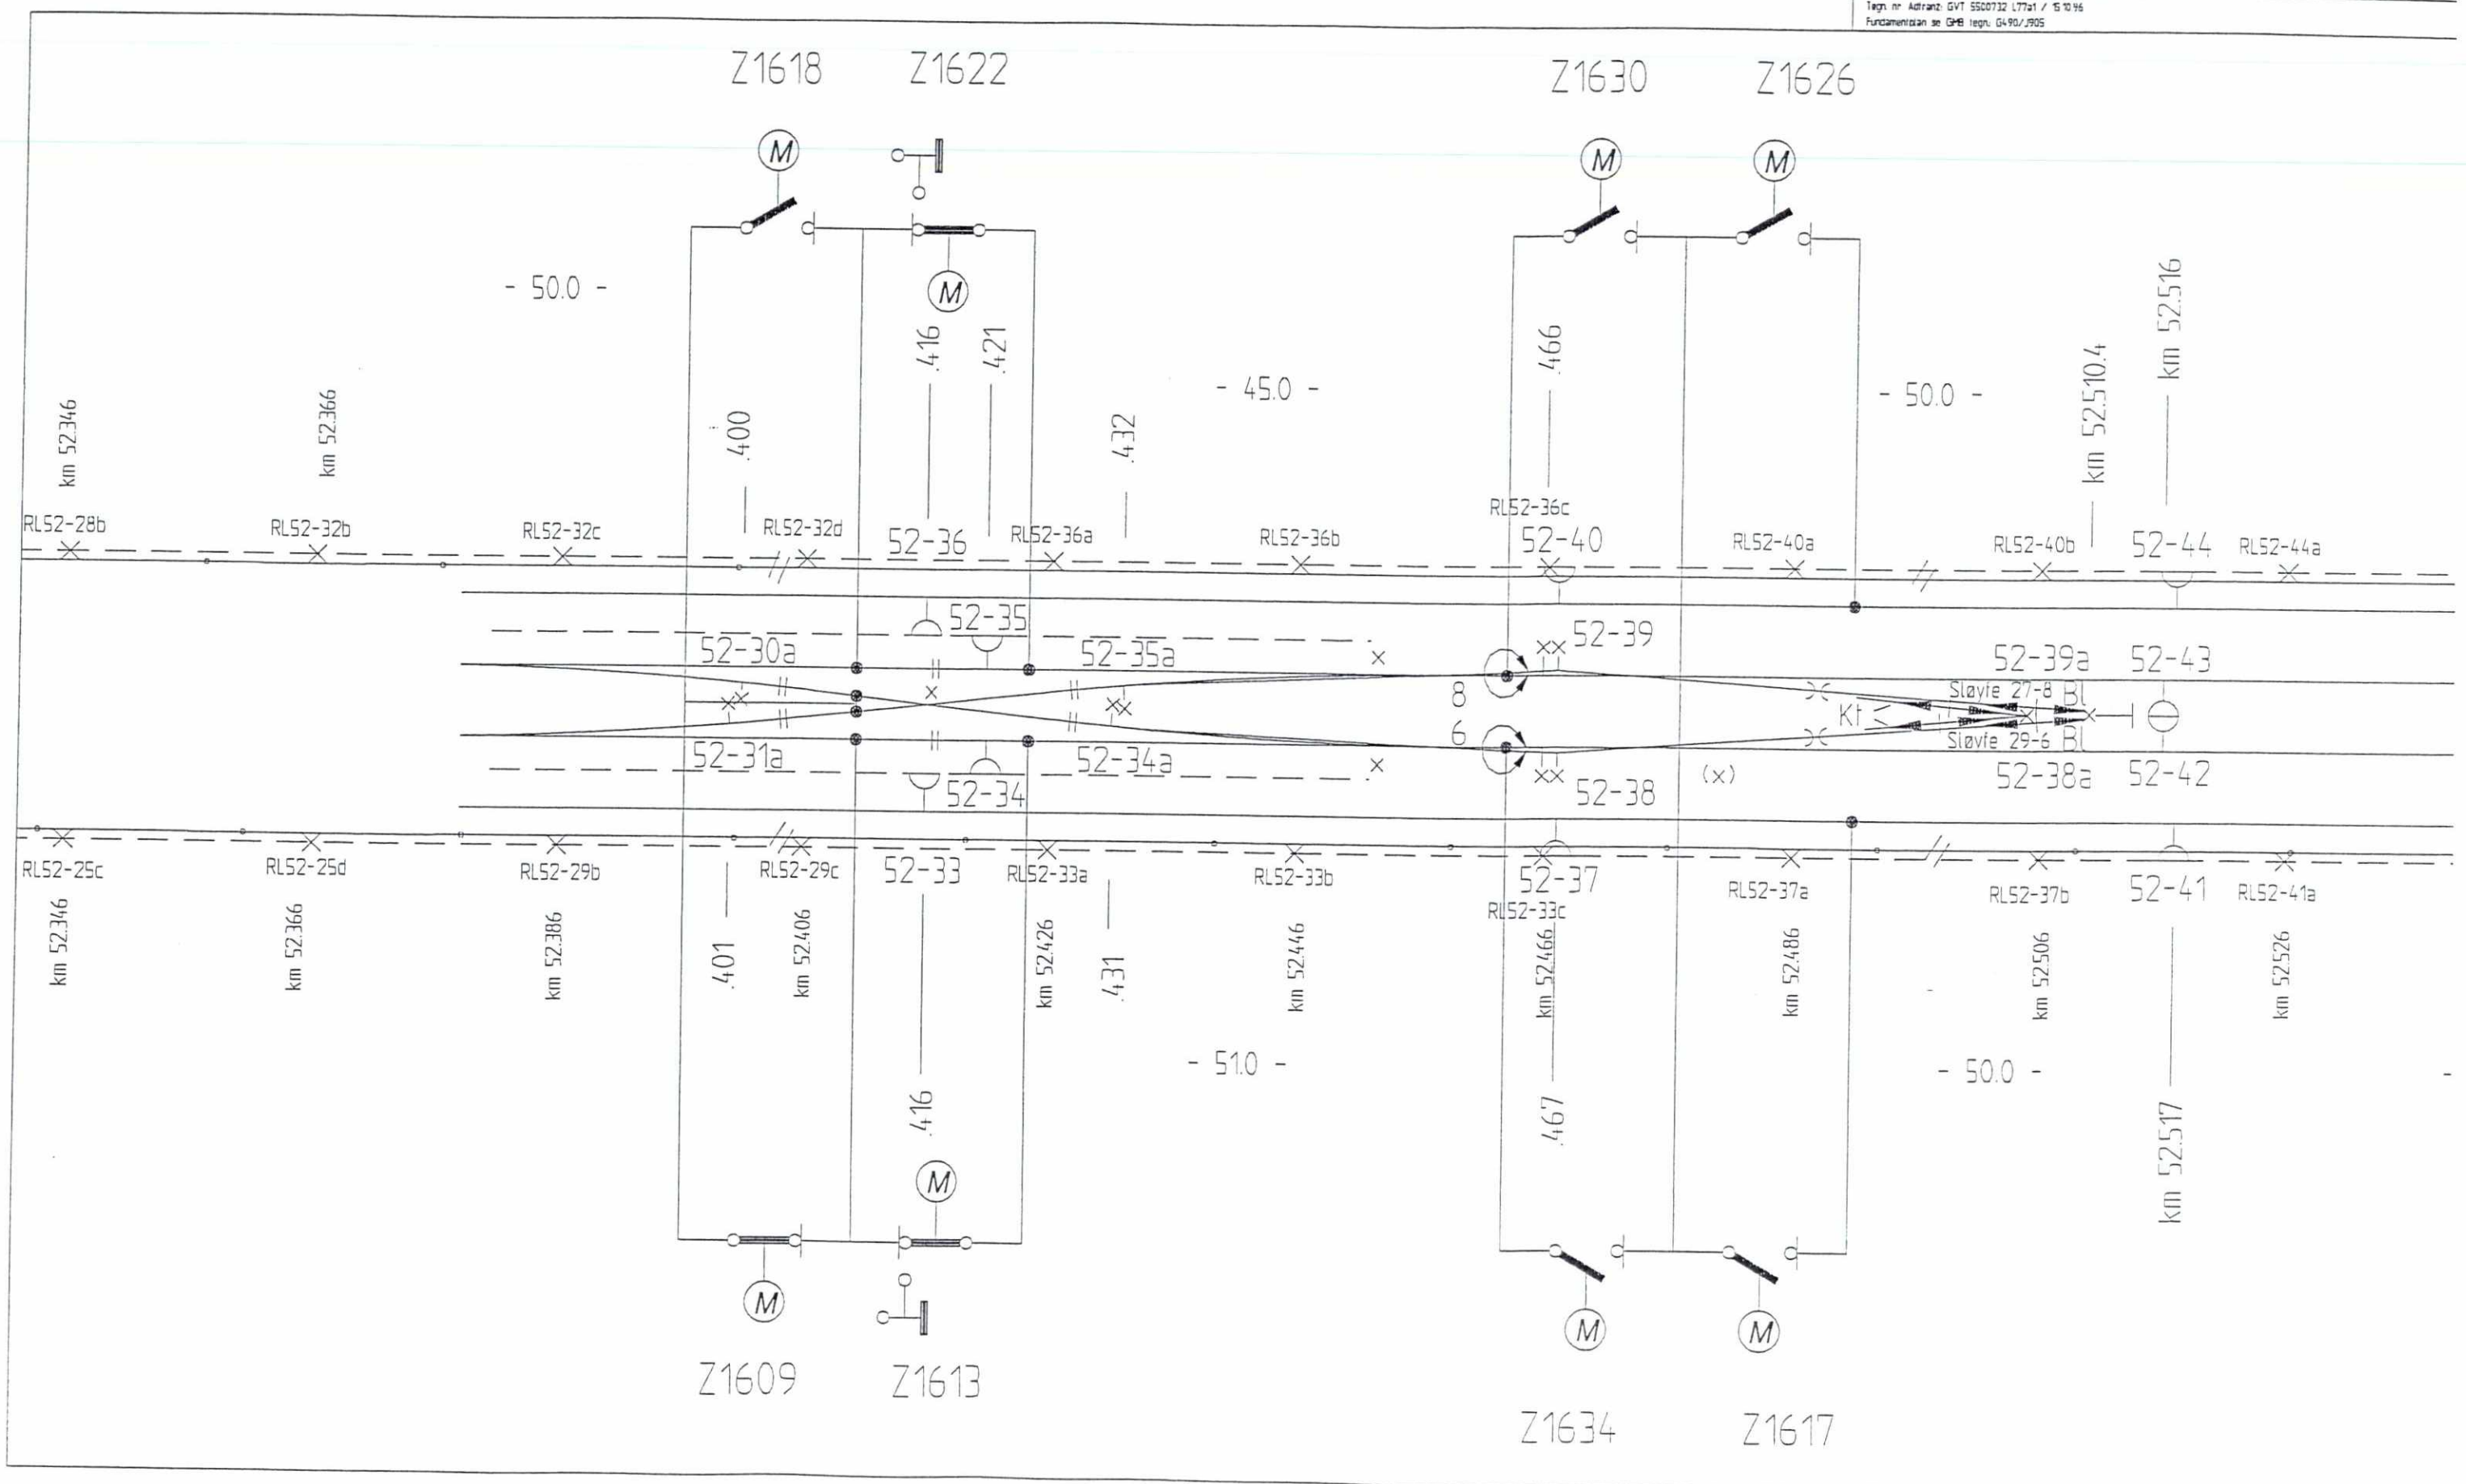 Tegn. nr Adtranz: GVT 5500732 L77a1 / 15.10.96
Fundamentplan se GMB tegn: G490/J905
Z1618 Z1622 Z1630 Z1626
M M M
- 50.0 -
M
.416 .421 .466 km 52.516
- 45.0 - - 50.0 -
km 52.346 km 52.366 .400 .432 km 52.510.4
RL52-36c
RL52-28b RL52-32b RL52-32c RL52-32d 52-36 RL52-36a RL52-36b 52-40 RL52-40a RL52-40b 52-44 RL52-44a
52-35 52-39
52-30a 52-35a 52-39a 52-43
8 Sløyfe 27-8 Bl
Kt
6 Sløyfe 29-6 Bl
52-31a 52-34a (x) 52-38a 52-42
52-34 52-38
RL52-25c RL52-25d RL52-29b RL52-29c 52-33 RL52-33a RL52-33b 52-37 RL52-37a RL52-37b 52-41 RL52-41a
RL52-33c
km 52.346 km 52.366 km 52.386 .401 km 52.406 km 52.426 .431 km 52.446 km 52.466 km 52.486 km 52.506 km 52.526
- 51.0 - - 50.0 - -
.416 .467 km 52.517
M
M M M
Z1609 Z1613
Z1634 Z1617